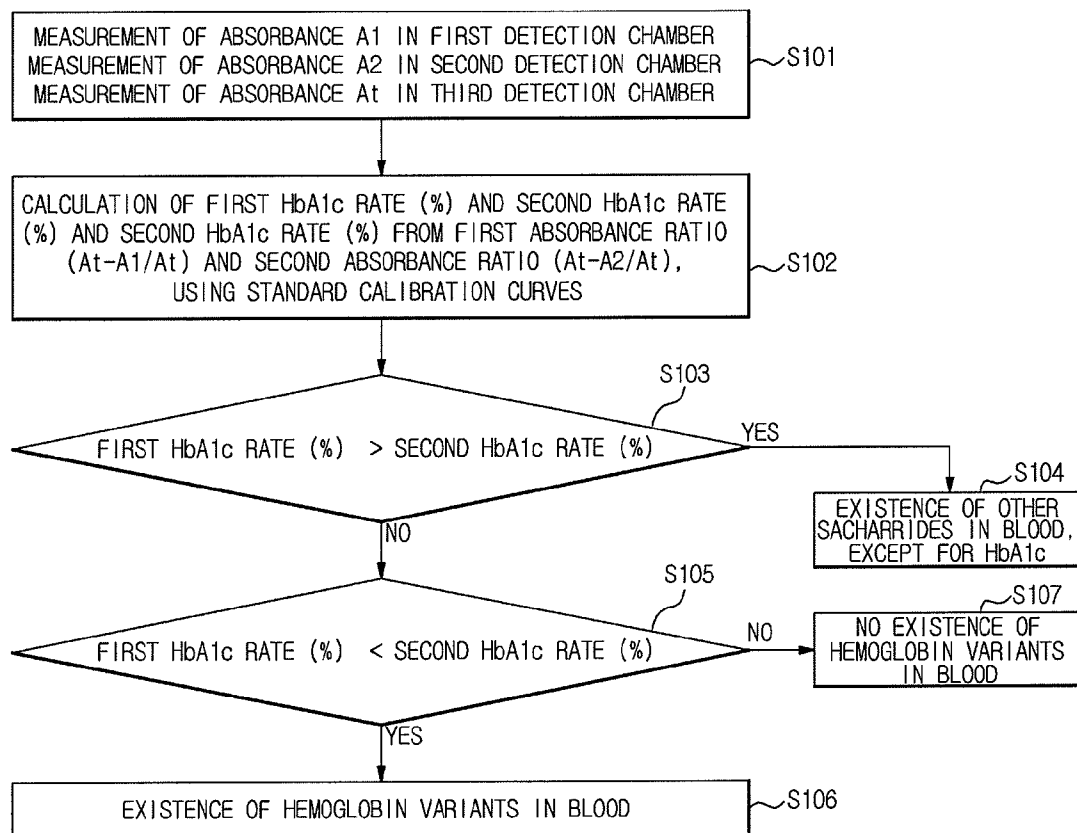 MEASUREMENT OF ABSORBANCE A1 IN FIRST DETECTION CHAMBER
MEASUREMENT OF ABSORBANCE A2 IN SECOND DETECTION CHAMBER
MEASUREMENT OF ABSORBANCE At IN THIRD DETECTION CHAMBER
S101
CALCULATION OF FIRST HbA1c RATE (%) AND SECOND HbA1c RATE
(%) AND SECOND HbA1c RATE (%) FROM FIRST ABSORBANCE RATIO
(At-A1/At) AND SECOND ABSORBANCE RATIO (At-A2/At),
USING STANDARD CALIBRATION CURVES
S102
S103
FIRST HbA1c RATE (%) > SECOND HbA1c RATE (%)
YES
NO
S104
EXISTENCE OF OTHER
SACHARRIDES IN BLOOD,
EXCEPT FOR HbA1c
S105
FIRST HbA1c RATE (%) < SECOND HbA1c RATE (%)
NO
YES
S107
NO EXISTENCE OF
HEMOGLOBIN VARIANTS
IN BLOOD
EXISTENCE OF HEMOGLOBIN VARIANTS IN BLOOD
S106